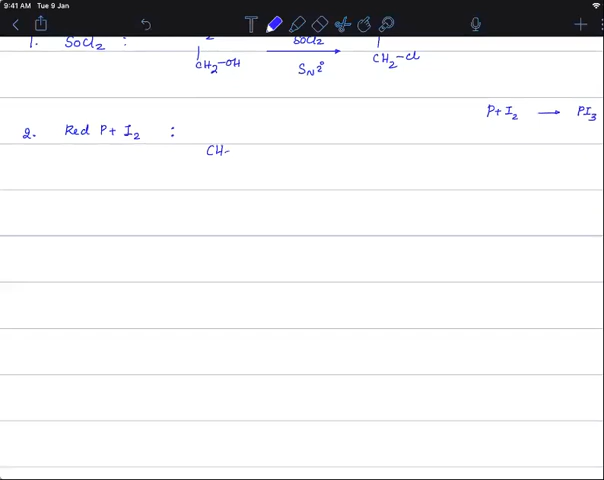 9:41 AM Tue 9 Jan
2
1. SOCl2 : SOCl2
CH2-OH SNi CH2-Cl
P+I2 → PI3
2. Red P+ I2 :
CH-